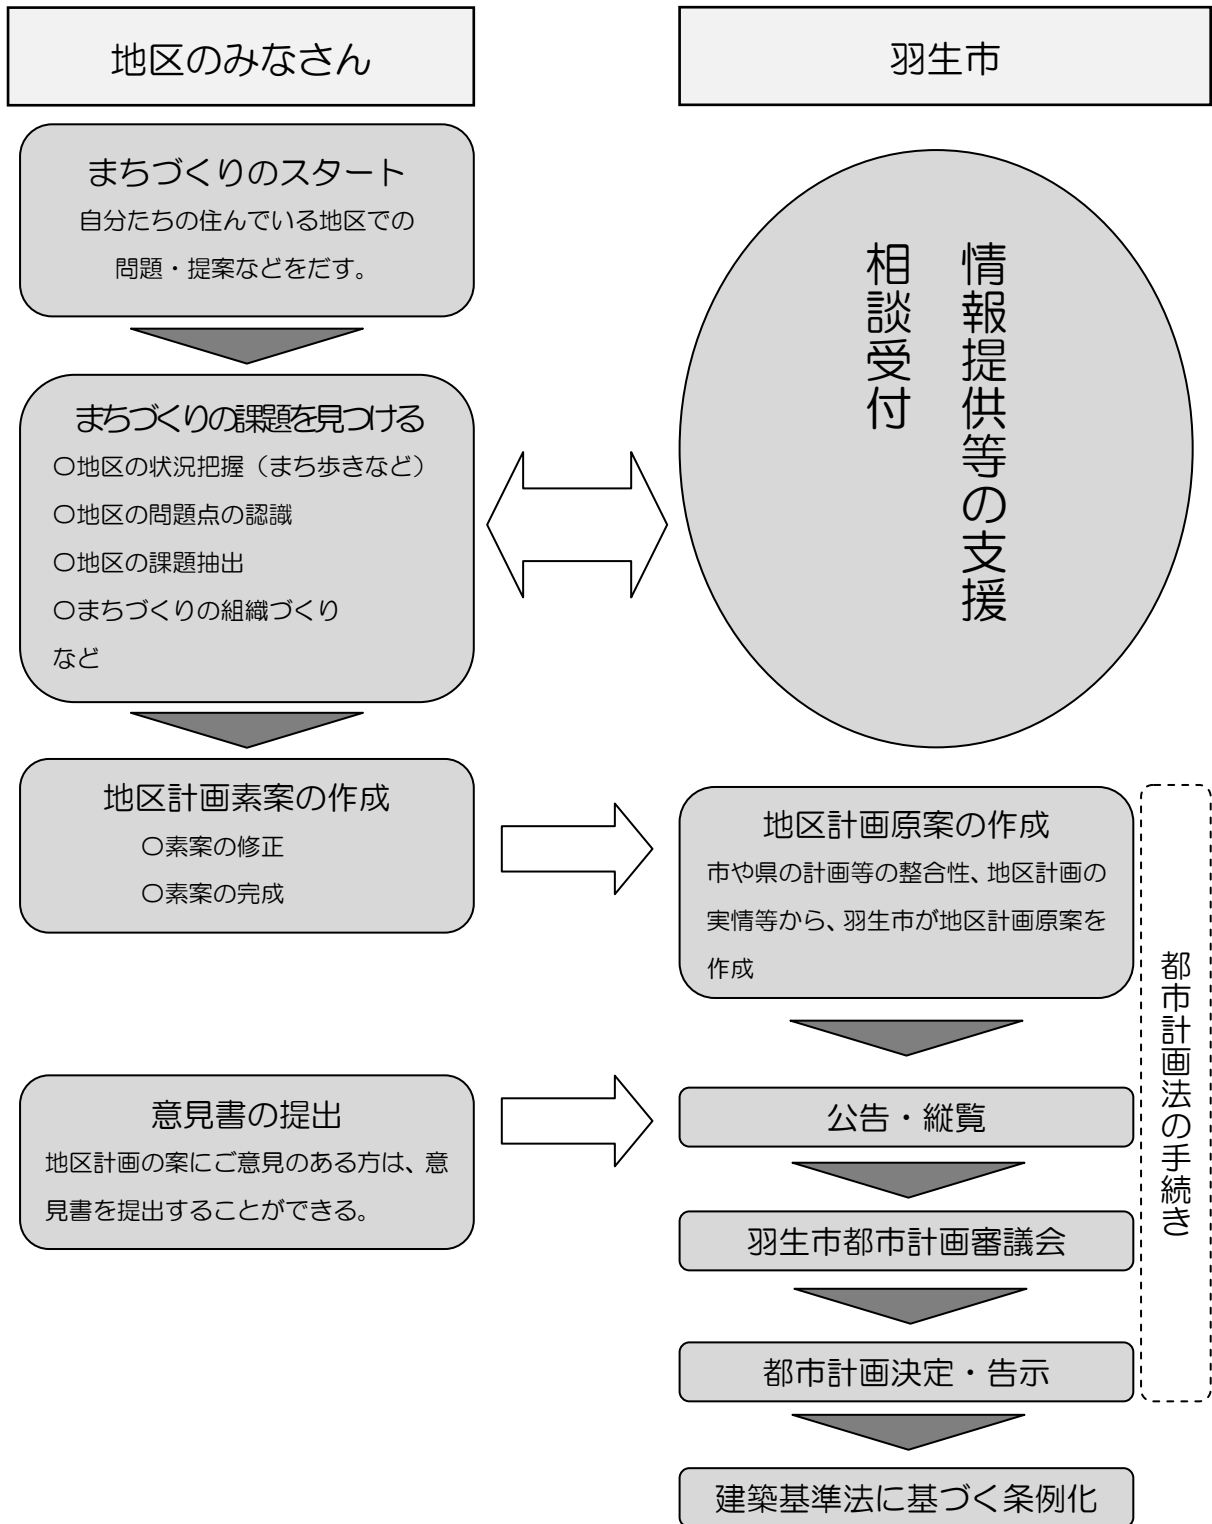 地区のみなさん
羽生市
まちづくりのスタート
自分たちの住んでいる地区での
問題・提案などをだす。
まちづくりの課題を見つける
○地区の状況把握（まち歩きなど）
○地区の問題点の認識
○地区の課題抽出
○まちづくりの組織づくり
など
情報提供等の支援
相談受付
地区計画素案の作成
○素案の修正
○素案の完成
地区計画原案の作成
市や県の計画等の整合性、地区計画の
実情等から、羽生市が地区計画原案を
作成
都市計画法の手続き
意見書の提出
地区計画の案にご意見のある方は、意
見書を提出することができる。
公告・縦覧
羽生市都市計画審議会
都市計画決定・告示
建築基準法に基づく条例化